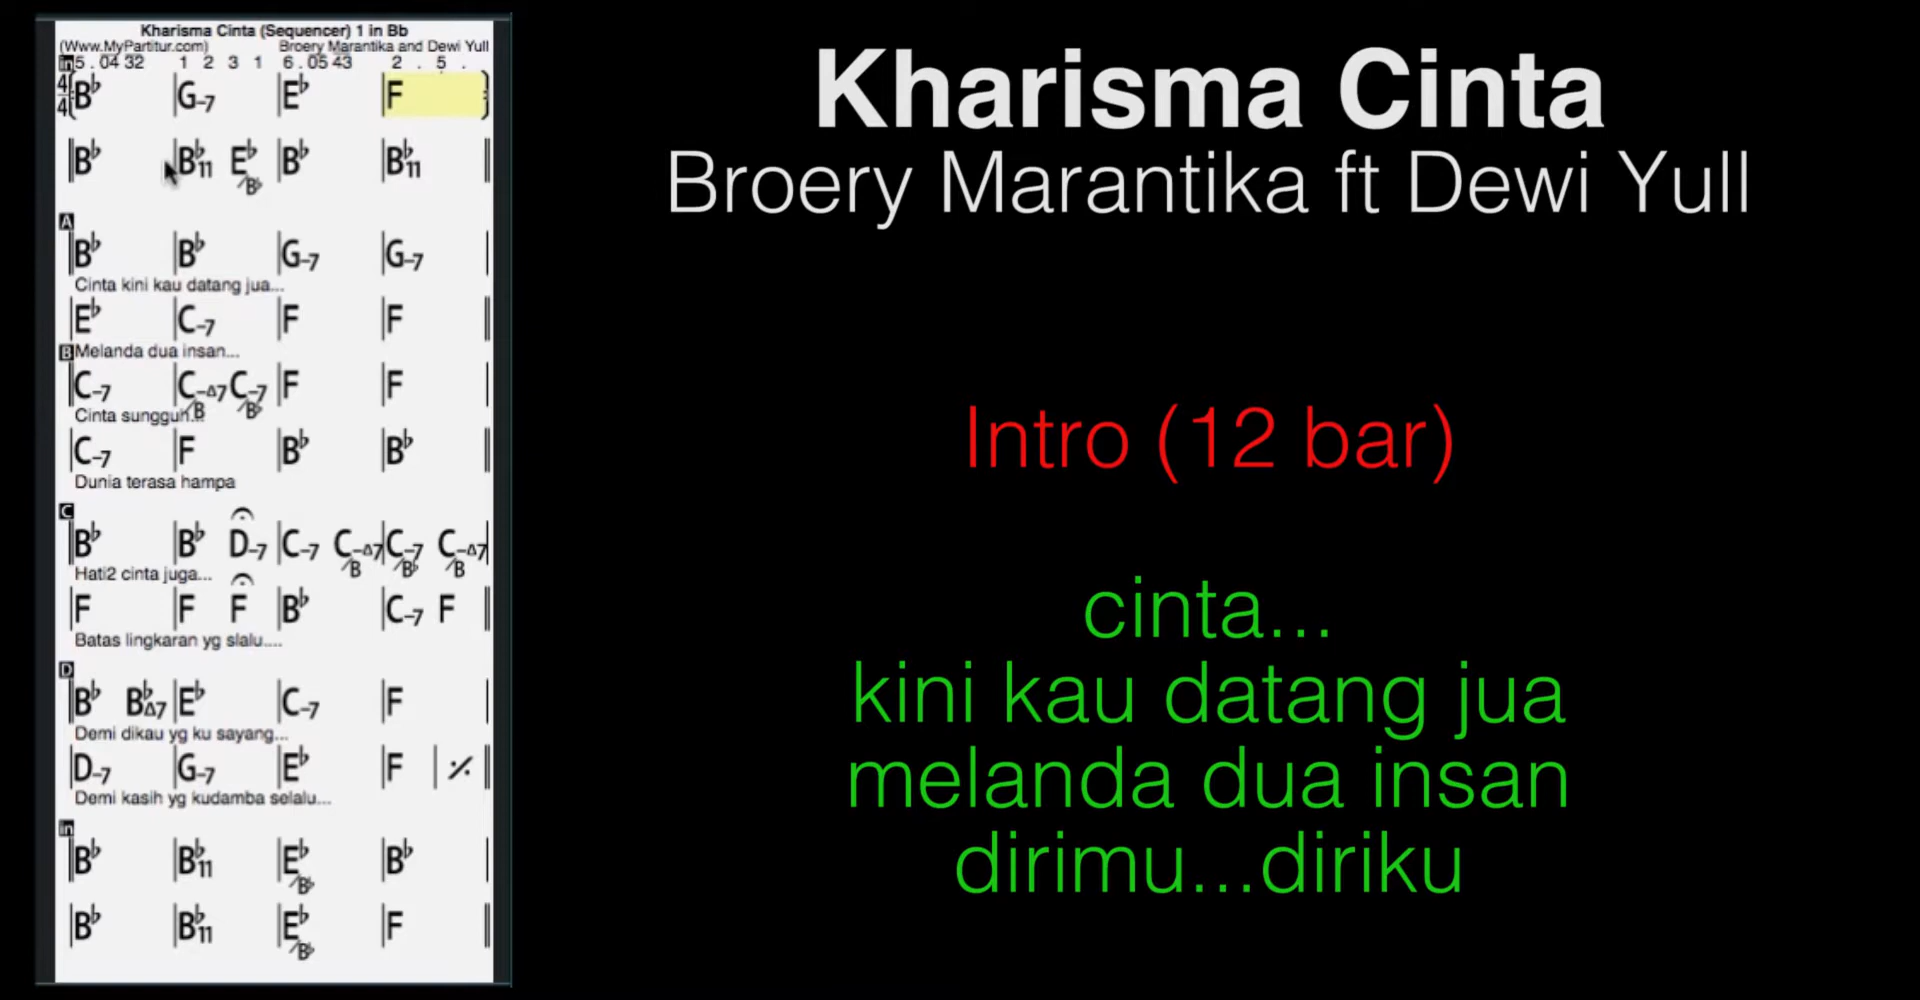 Kharisma Cinta (Sequencer) 1 in Bb
(Www.MyPartitur.com) Broery Marantika and Dewi Yull
in 5 . 04 32 1 2 3 1 6 . 05 43 2 . 5 .
4/4 B♭ G-7 E♭ F
B♭ B♭11 E♭/B♭ B♭ B♭11
A
B♭ B♭ G-7 G-7
Cinta kini kau datang jua...
E♭ C-7 F F
B Melanda dua insan...
C-7 C-Δ7/B C-7/B♭ F F
Cinta sungguh...
C-7 F B♭ B♭
Dunia terasa hampa
C
B♭ B♭ D-7 C-7 C-Δ7/B C-7/B♭ C-Δ7/B
Hati2 cinta juga...
F F F B♭ C-7 F
Batas lingkaran yg slalu....
D
B♭ B♭Δ7 E♭ C-7 F
Demi dikau yg ku sayang...
D-7 G-7 E♭ F ٪
Demi kasih yg kudamba selalu...
in
B♭ B♭11 E♭/B♭ B♭
B♭ B♭11 E♭/B♭ F
Kharisma Cinta
Broery Marantika ft Dewi Yull
Intro (12 bar)
cinta...
kini kau datang jua
melanda dua insan
dirimu...diriku